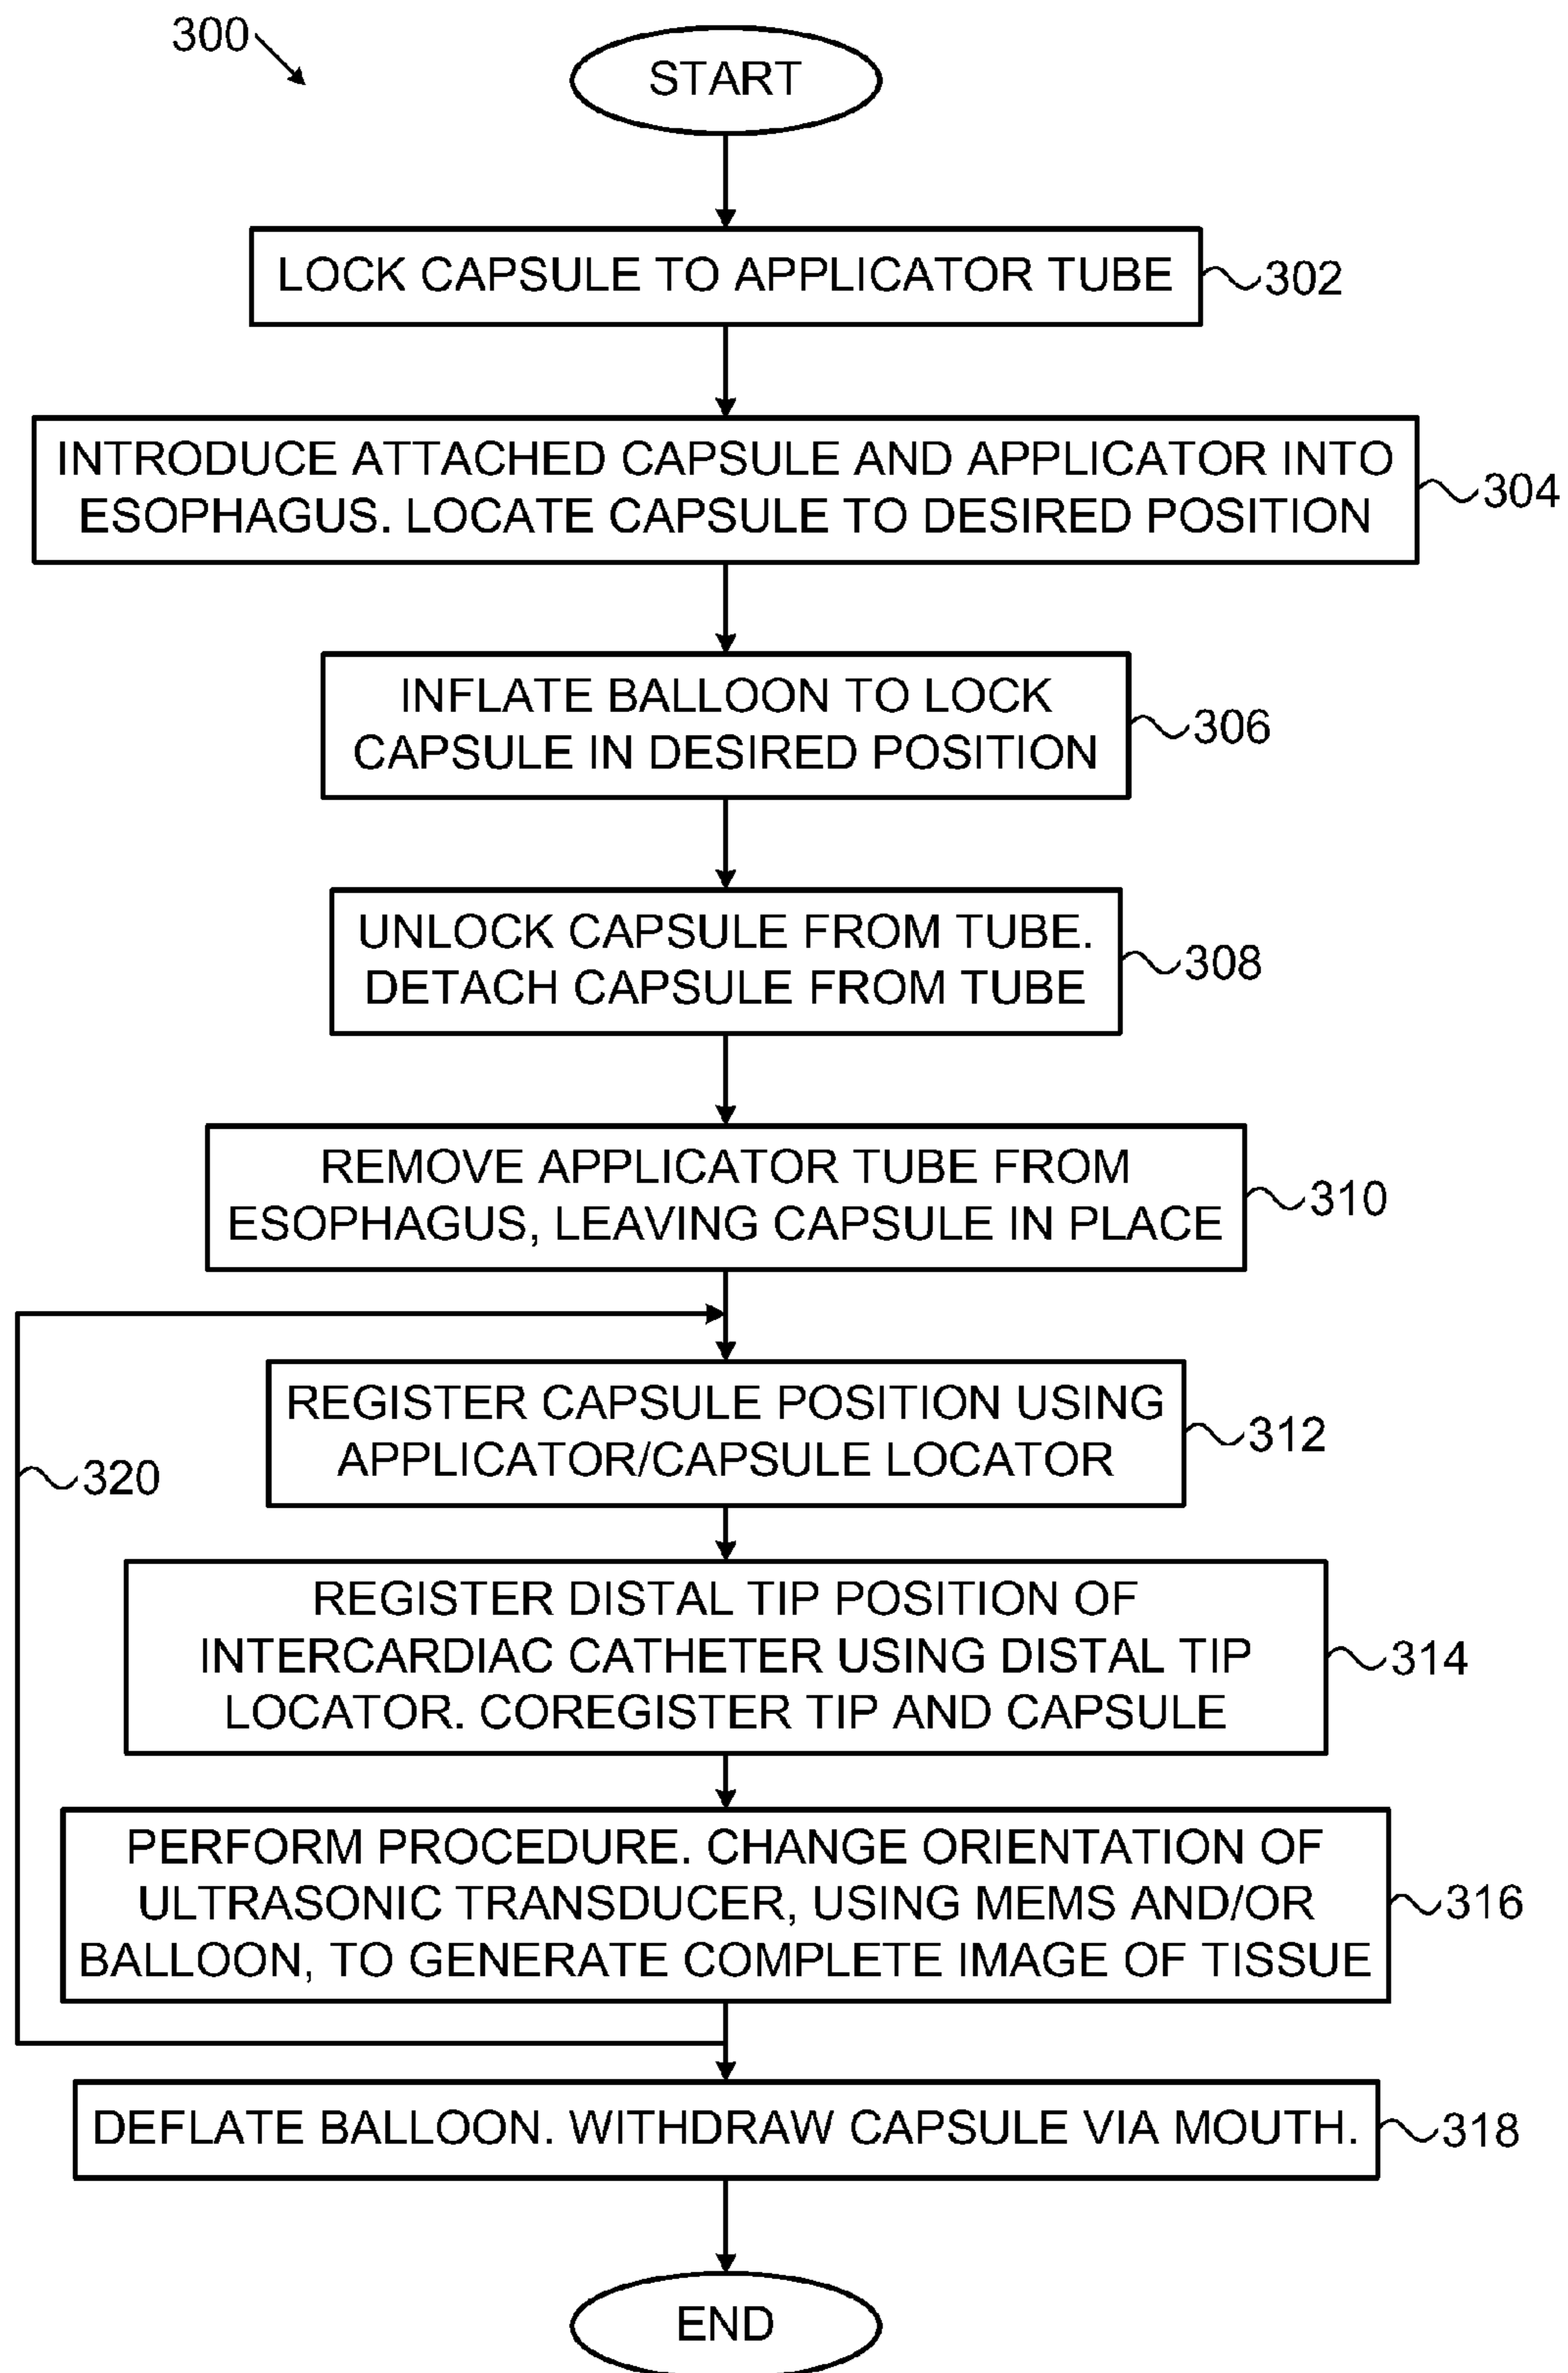 300
START
LOCK CAPSULE TO APPLICATOR TUBE
302
INTRODUCE ATTACHED CAPSULE AND APPLICATOR INTO
ESOPHAGUS. LOCATE CAPSULE TO DESIRED POSITION
304
INFLATE BALLOON TO LOCK
CAPSULE IN DESIRED POSITION
306
UNLOCK CAPSULE FROM TUBE.
DETACH CAPSULE FROM TUBE
308
REMOVE APPLICATOR TUBE FROM
ESOPHAGUS, LEAVING CAPSULE IN PLACE
310
REGISTER CAPSULE POSITION USING
APPLICATOR/CAPSULE LOCATOR
312
320
REGISTER DISTAL TIP POSITION OF
INTERCARDIAC CATHETER USING DISTAL TIP
LOCATOR. COREGISTER TIP AND CAPSULE
314
PERFORM PROCEDURE. CHANGE ORIENTATION OF
ULTRASONIC TRANSDUCER, USING MEMS AND/OR
BALLOON, TO GENERATE COMPLETE IMAGE OF TISSUE
316
DEFLATE BALLOON. WITHDRAW CAPSULE VIA MOUTH.
318
END